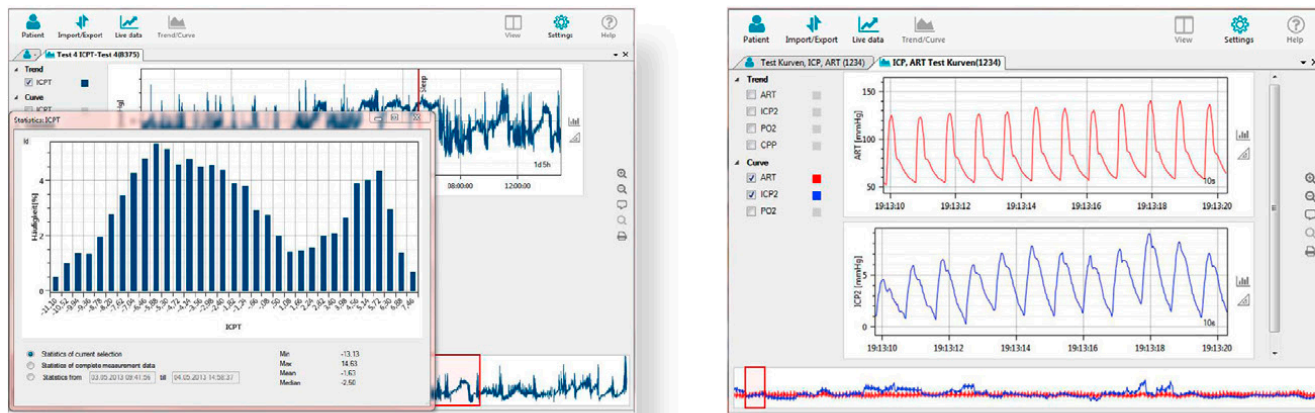 Patient Import/Export Live data Trend/Curve View Settings Help
Test 4 ICPT-Test 4(8375)
Trend
ICPT
Curve
ICPT
Sleep
1d 5h
08:00:00 12:00:00
Statistics: ICPT
Häufigkeit[%]
4
2
0
ICPT
Statistics of current selection
Statistics of complete measurement data
Statistics from 03.05.2013 08:41:56 till 04.05.2013 14:58:37
Min -13,13
Max 14,63
Mean -1,63
Median -2,50
Patient Import/Export Live data Trend/Curve View Settings Help
Test Kurven, ICP, ART (1234) ICP, ART Test Kurven(1234)
Trend
ART
ICP2
PO2
CPP
Curve
ART
ICP2
PO2
ART [mmHg]
150
100
50
10s
19:13:10 19:13:12 19:13:14 19:13:16 19:13:18 19:13:20
ICP2 [mmHg]
5
0
10s
19:13:10 19:13:12 19:13:14 19:13:16 19:13:18 19:13:20